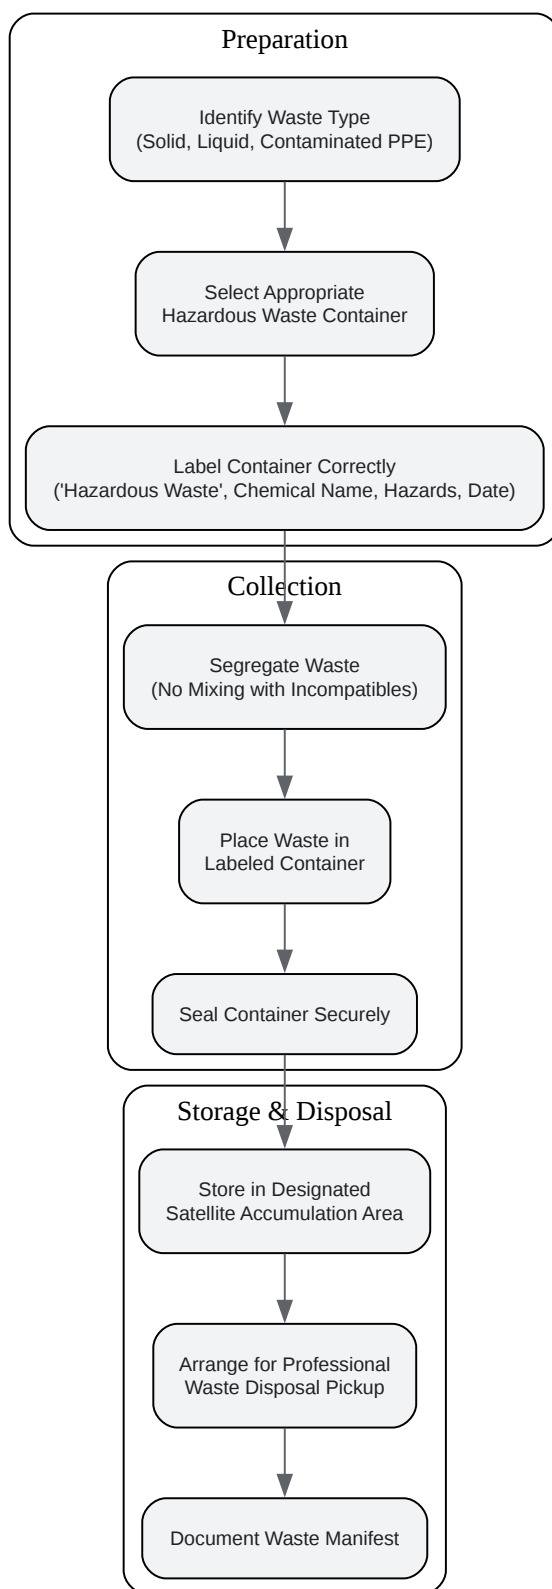 Preparation
Identify Waste Type
(Solid, Liquid, Contaminated PPE)
Select Appropriate
Hazardous Waste Container
Label Container Correctly
('Hazardous Waste', Chemical Name, Hazards, Date)
Collection
Segregate Waste
(No Mixing with Incompatibles)
Place Waste in
Labeled Container
Seal Container Securely
Storage & Disposal
Store in Designated
Satellite Accumulation Area
Arrange for Professional
Waste Disposal Pickup
Document Waste Manifest